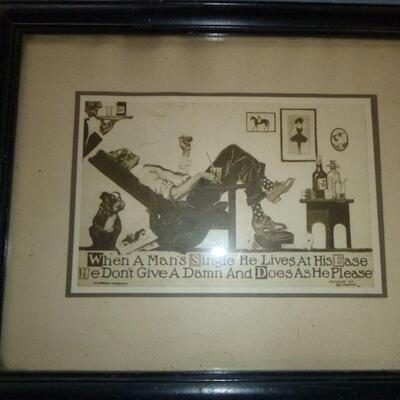 When A Man's Single He Lives At His Ease
He Don't Give A Damn And Does As He Please